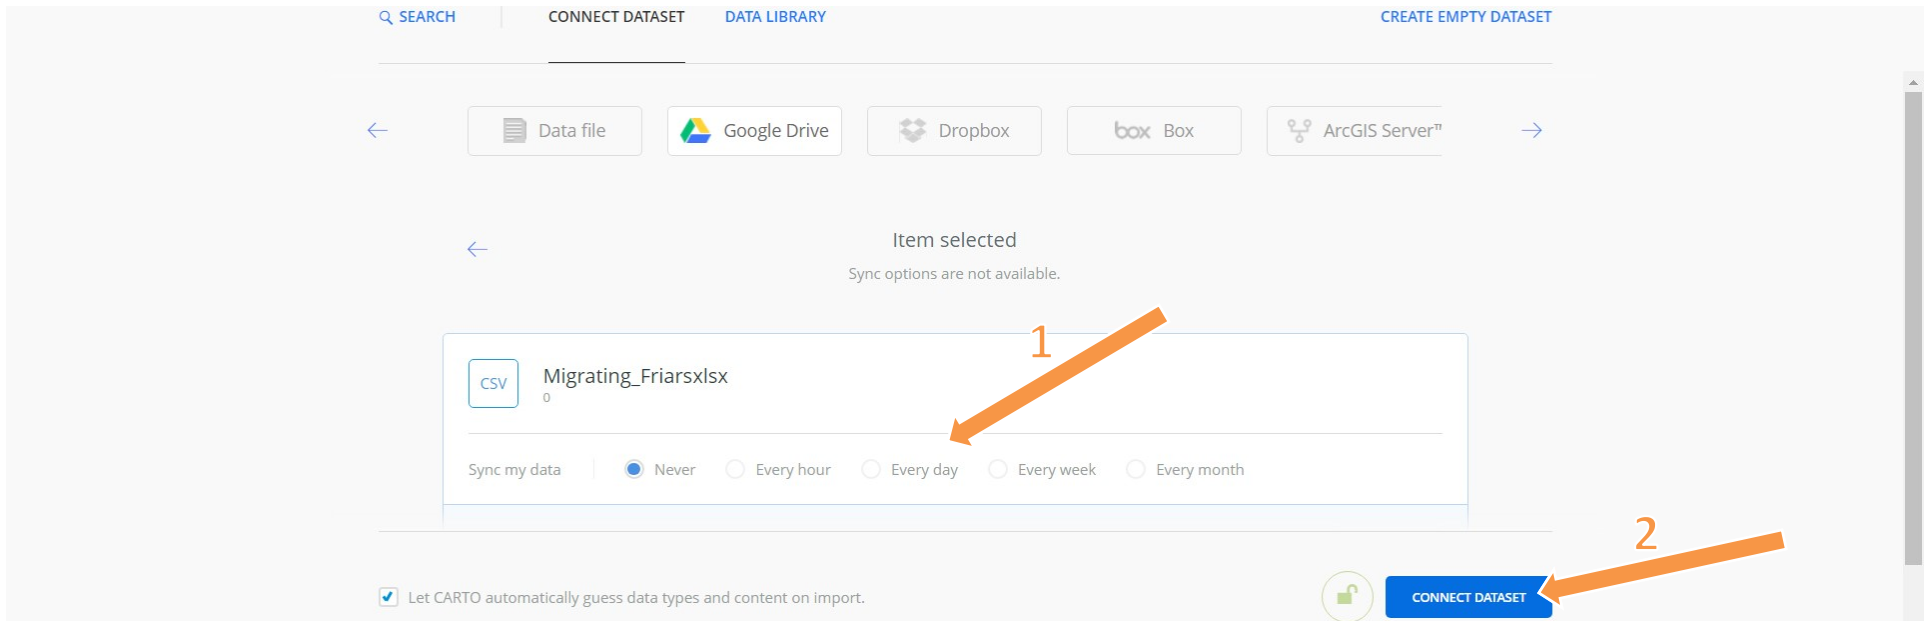 SEARCH CONNECT DATASET DATA LIBRARY CREATE EMPTY DATASET
Data file Google Drive Dropbox box Box ArcGIS Server™
Item selected
Sync options are not available.
1
CSV Migrating_Friarsxlsx
0
Sync my data Never Every hour Every day Every week Every month
2
Let CARTO automatically guess data types and content on import. CONNECT DATASET